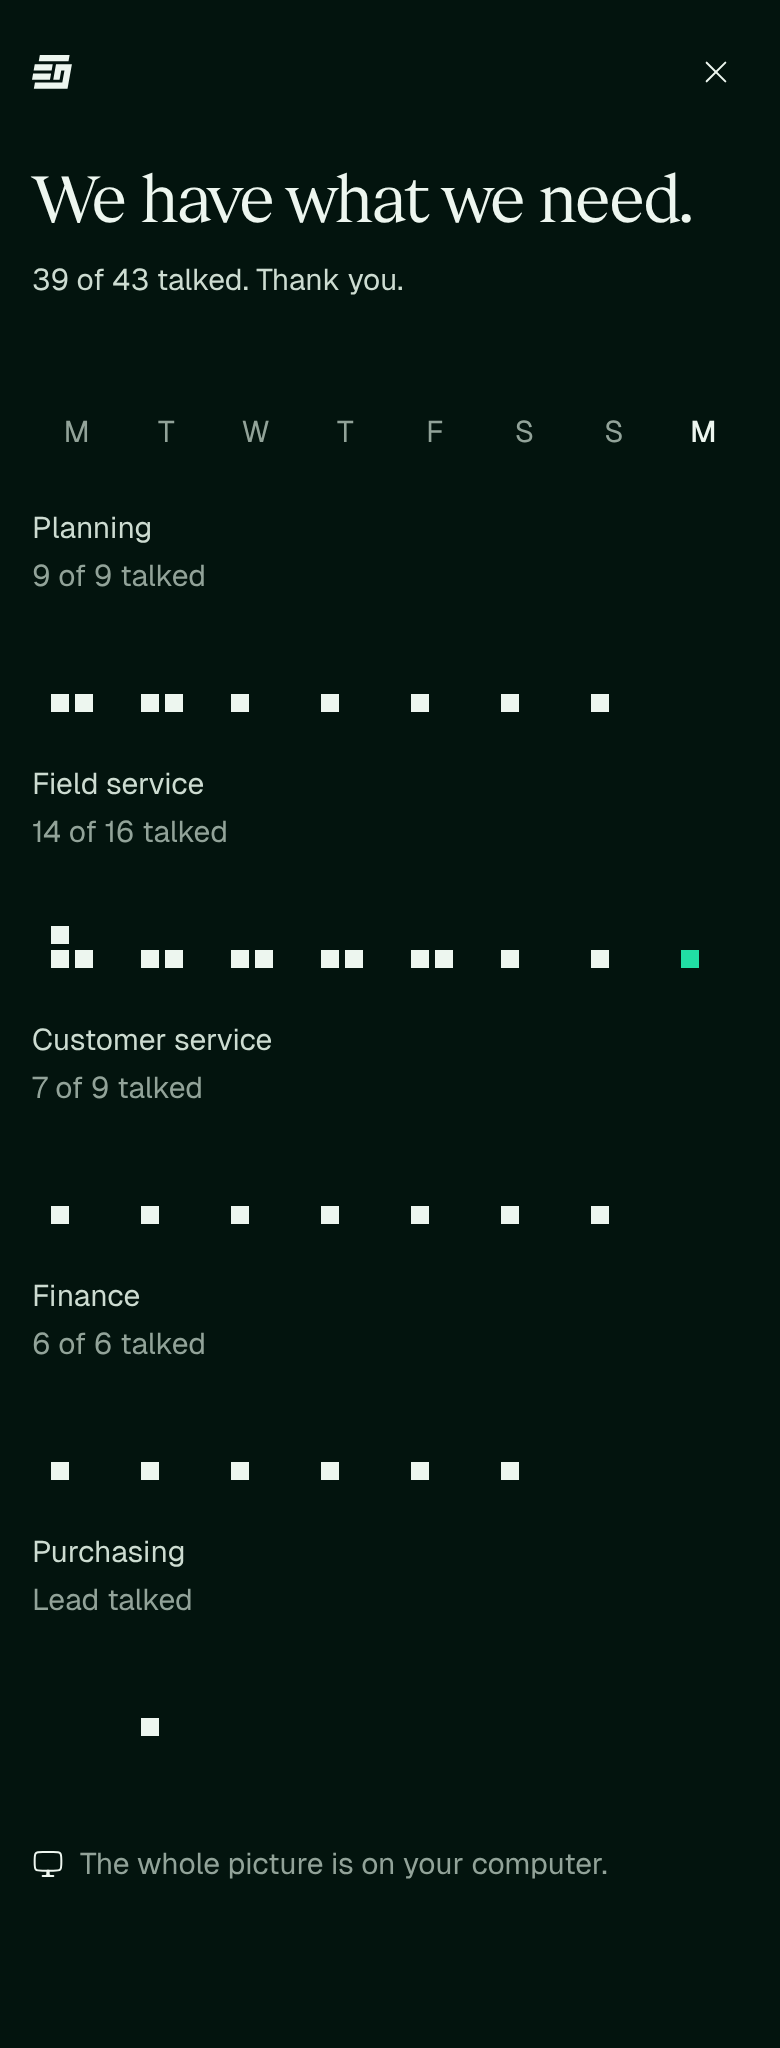 We have what we need.
39 of 43 talked. Thank you.
M T W T F S S M
Planning
9 of 9 talked
Field service
14 of 16 talked
Customer service
7 of 9 talked
Finance
6 of 6 talked
Purchasing
Lead talked
The whole picture is on your computer.